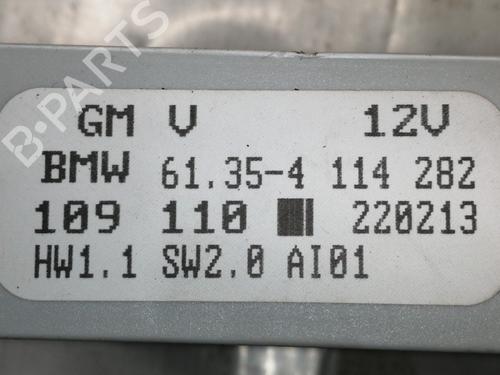 GM V 12V
BMW 61.35-4 114 282
109 110 220213
HW1.1 SW2.0 AI01
B-PARTS